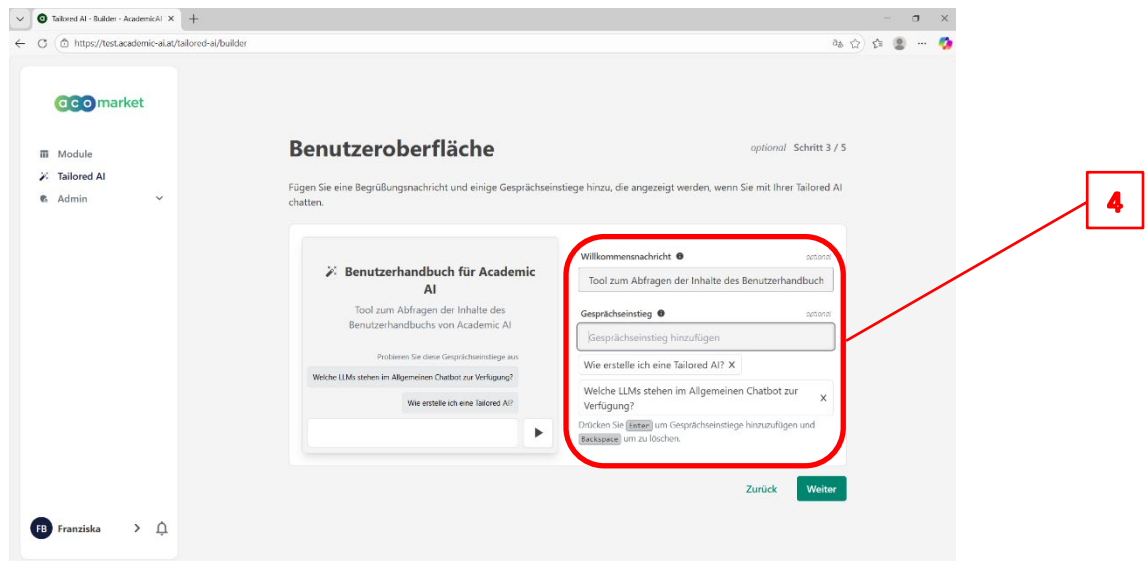 Tailored AI - Builder - AcademicAI
https://test.academic-ai.at/tailored-ai/builder
aco market
Module
Tailored AI
Admin
Benutzeroberfläche
optional Schritt 3 / 5
Fügen Sie eine Begrüßungsnachricht und einige Gesprächseinstiege hinzu, die angezeigt werden, wenn Sie mit Ihrer Tailored AI
chatten.
4
Benutzerhandbuch für Academic
AI
Tool zum Abfragen der Inhalte des
Benutzerhandbuchs von Academic AI
Probieren Sie diese Gesprächseinstiege aus
Welche LLMs stehen im Allgemeinen Chatbot zur Verfügung?
Wie erstelle ich eine Tailored AI?
Willkommensnachricht
optional
Tool zum Abfragen der Inhalte des Benutzerhandbuch
Gesprächseinstieg
optional
Gesprächseinstieg hinzufügen
Wie erstelle ich eine Tailored AI? X
Welche LLMs stehen im Allgemeinen Chatbot zur
Verfügung? X
Drücken Sie Enter um Gesprächseinstiege hinzuzufügen und
Backspace um zu löschen.
Zurück
Weiter
FB Franziska